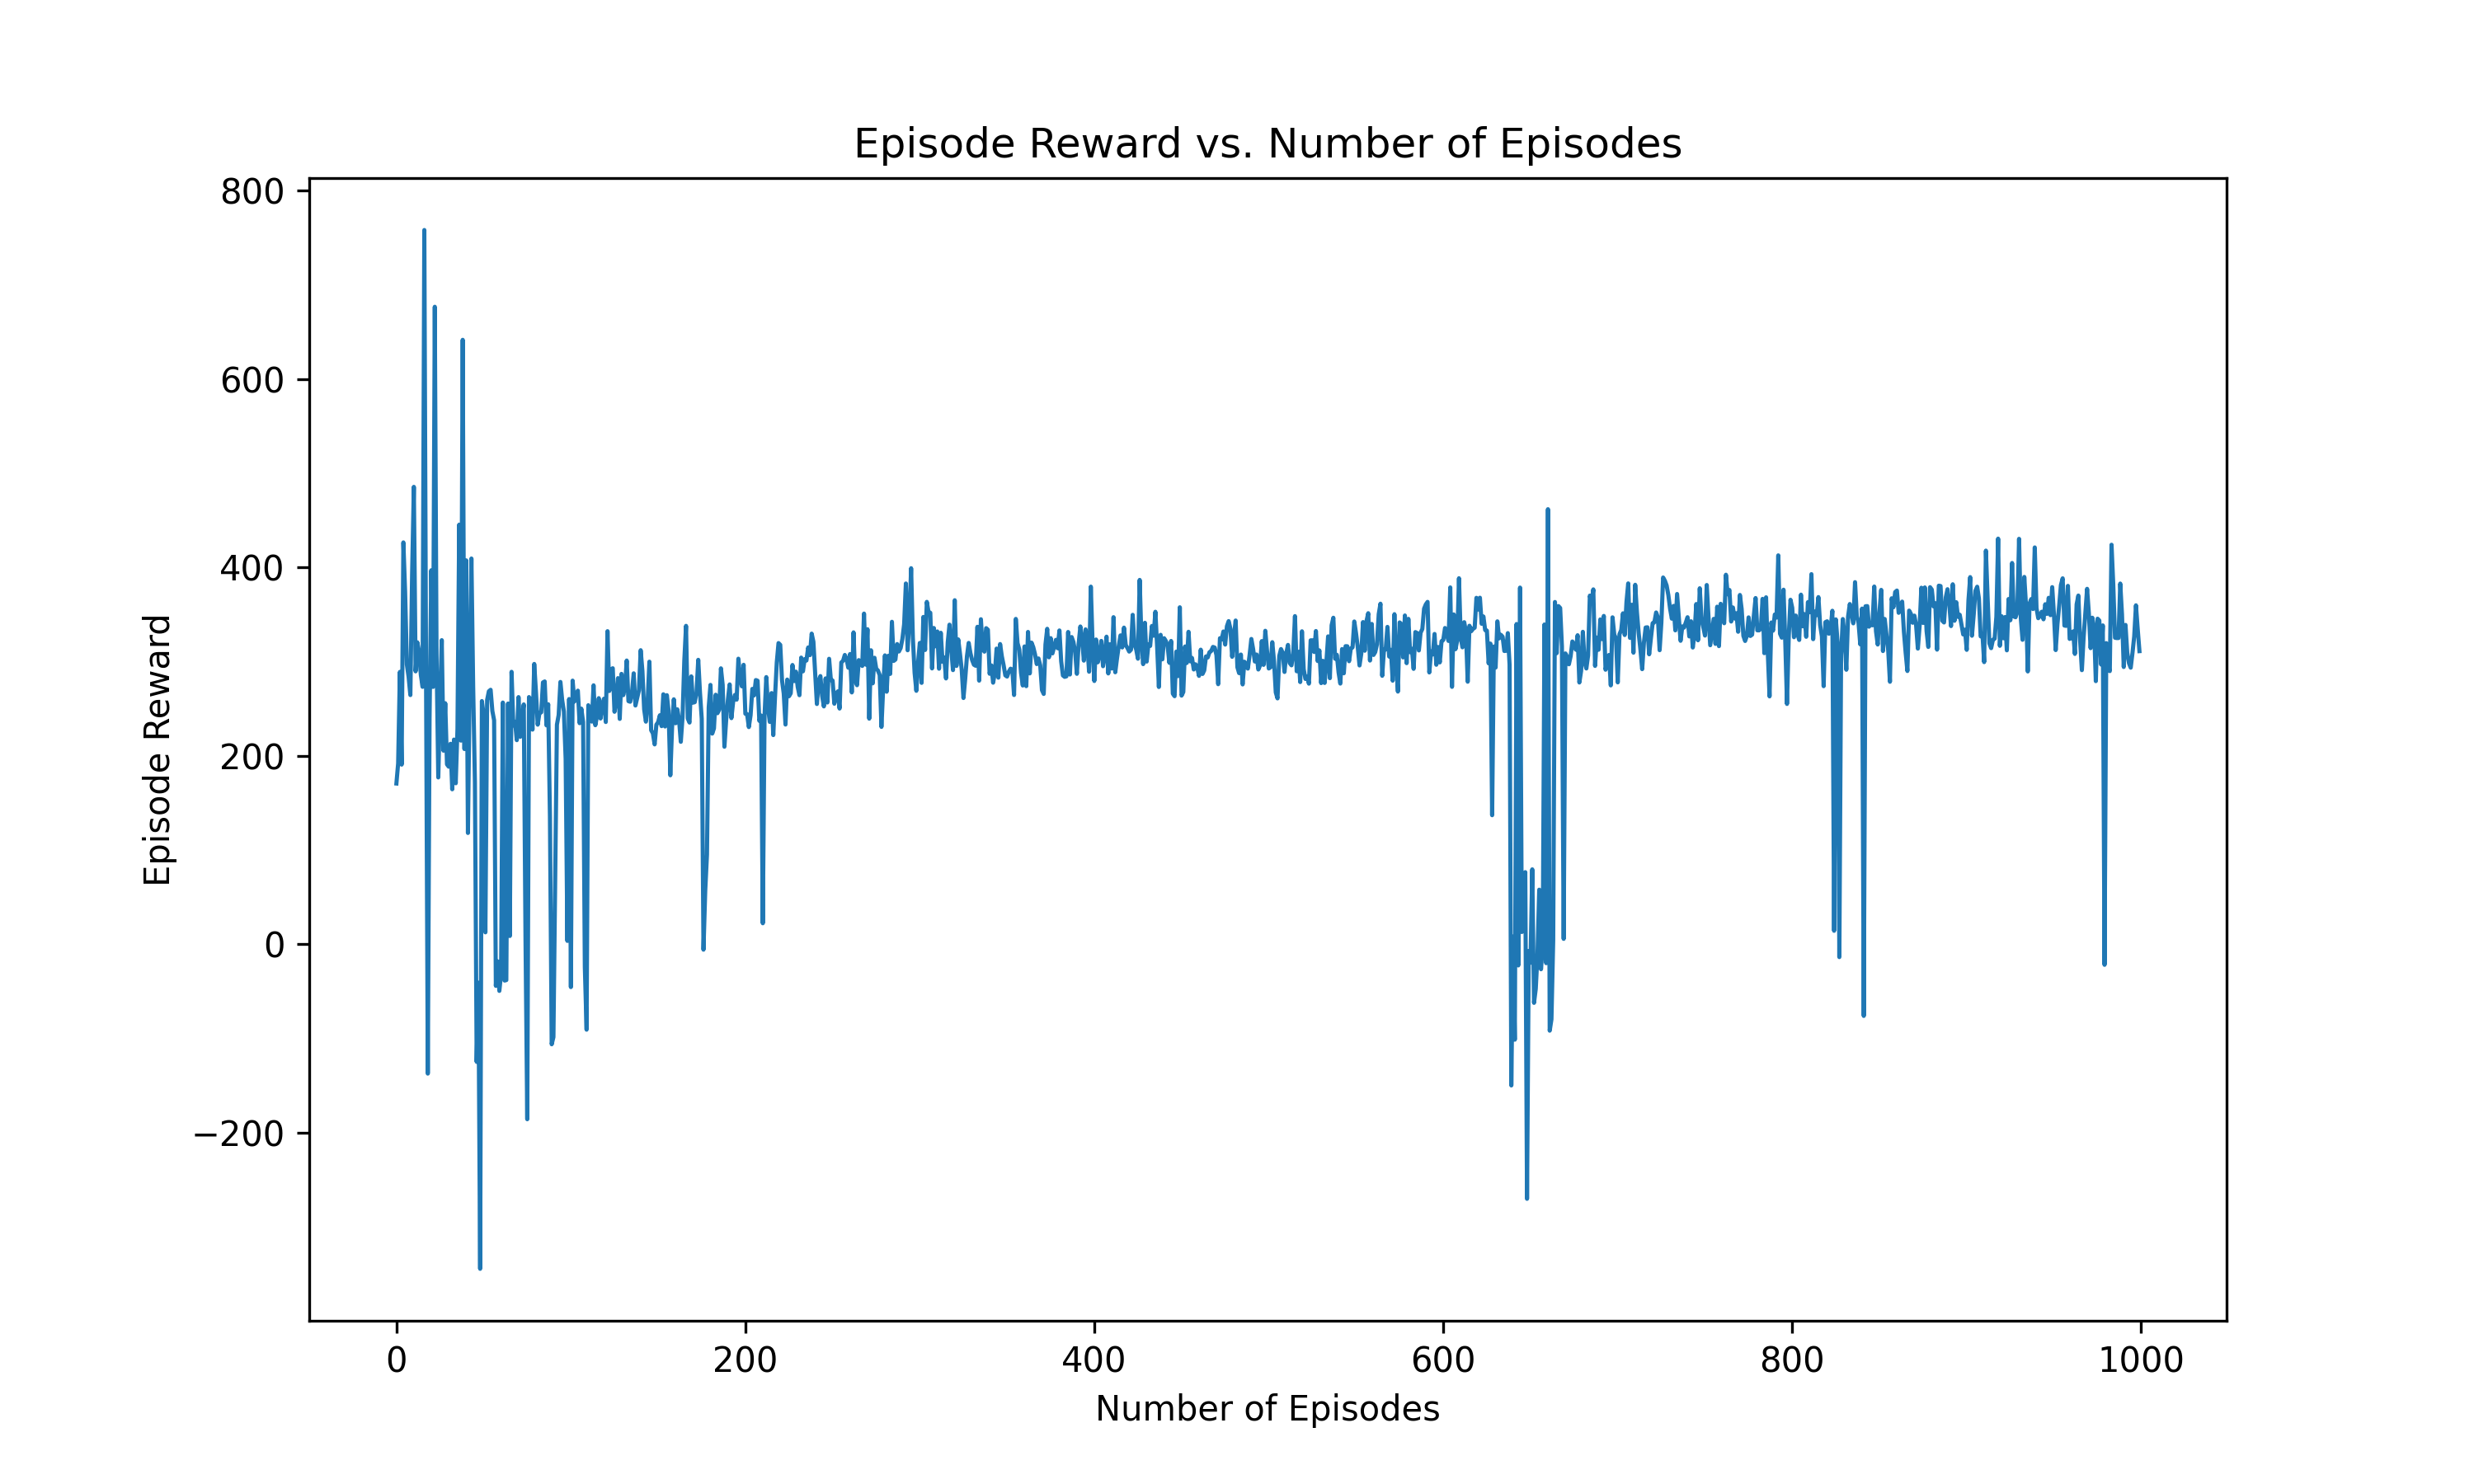 Episode Reward vs. Number of Episodes
800
600
400
200
0
−200
Episode Reward
0 200 400 600 800 1000
Number of Episodes